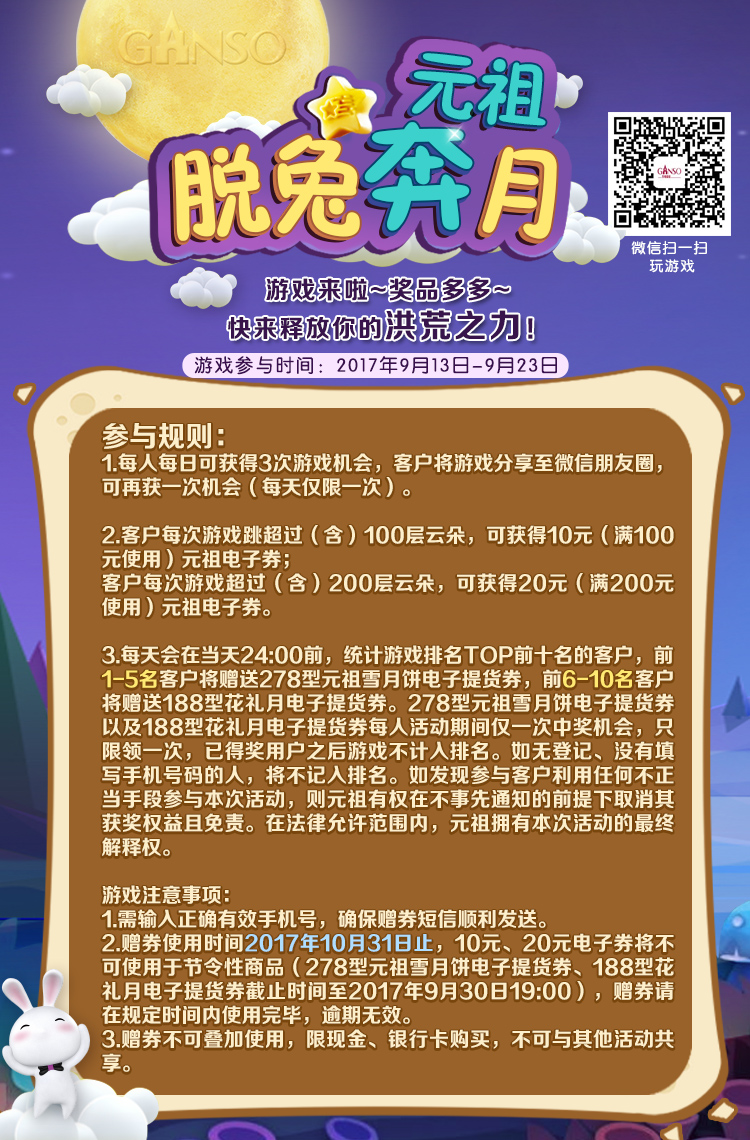 GANSO
元祖
脱兔奔月
GANSO
微信扫一扫
玩游戏
游戏来啦~奖品多多~
快来释放你的洪荒之力!
游戏参与时间：2017年9月13日-9月23日
参与规则：
1.每人每日可获得3次游戏机会，客户将游戏分享至微信朋友圈，
可再获一次机会（每天仅限一次）。
2.客户每次游戏跳超过（含）100层云朵，可获得10元（满100
元使用）元祖电子券；
客户每次游戏超过（含）200层云朵，可获得20元（满200元
使用）元祖电子券。
3.每天会在当天24:00前，统计游戏排名TOP前十名的客户，前
1-5名客户将赠送278型元祖雪月饼电子提货券，前6-10名客户
将赠送188型花礼月电子提货券。278型元祖雪月饼电子提货券
以及188型花礼月电子提货券每人活动期间仅一次中奖机会，只
限领一次，已得奖用户之后游戏不计入排名。如无登记、没有填
写手机号码的人，将不记入排名。如发现参与客户利用任何不正
当手段参与本次活动，则元祖有权在不事先通知的前提下取消其
获奖权益且免责。在法律允许范围内，元祖拥有本次活动的最终
解释权。
游戏注意事项：
1.需输入正确有效手机号，确保赠券短信顺利发送。
2.赠券使用时间2017年10月31日止，10元、20元电子券将不
可使用于节令性商品（278型元祖雪月饼电子提货券、188型花
礼月电子提货券截止时间至2017年9月30日19:00），赠券请
在规定时间内使用完毕，逾期无效。
3.赠券不可叠加使用，限现金、银行卡购买，不可与其他活动共
享。